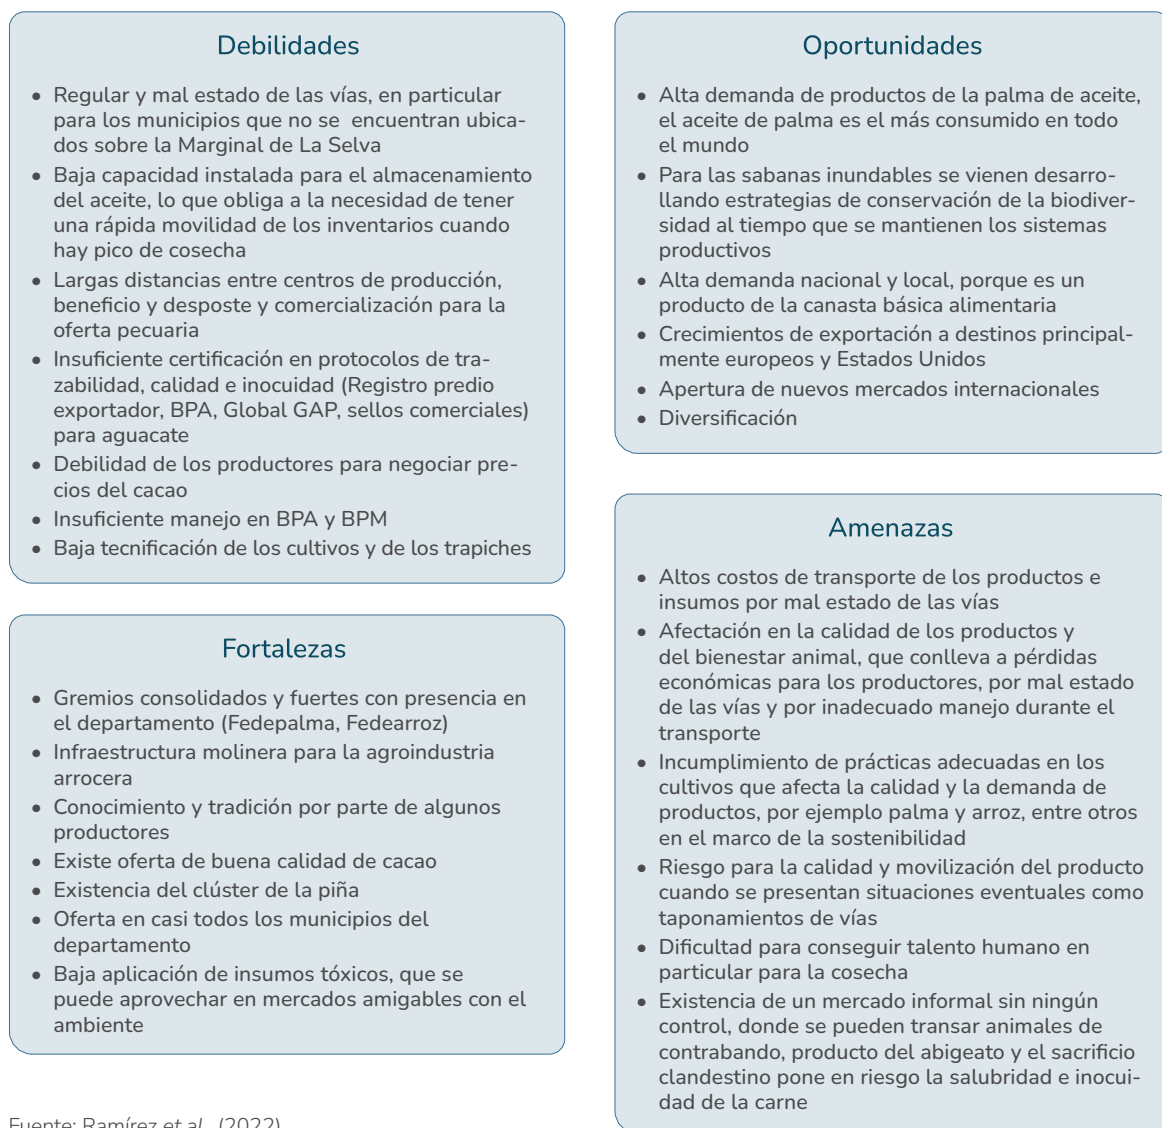 Debilidades
• Regular y mal estado de las vías, en particular
para los municipios que no se encuentran ubica-
dos sobre la Marginal de La Selva
• Baja capacidad instalada para el almacenamiento
del aceite, lo que obliga a la necesidad de tener
una rápida movilidad de los inventarios cuando
hay pico de cosecha
• Largas distancias entre centros de producción,
beneficio y desposte y comercialización para la
oferta pecuaria
• Insuficiente certificación en protocolos de tra-
zabilidad, calidad e inocuidad (Registro predio
exportador, BPA, Global GAP, sellos comerciales)
para aguacate
• Debilidad de los productores para negociar pre-
cios del cacao
• Insuficiente manejo en BPA y BPM
• Baja tecnificación de los cultivos y de los trapiches
Fortalezas
• Gremios consolidados y fuertes con presencia en
el departamento (Fedepalma, Fedearroz)
• Infraestructura molinera para la agroindustria
arrocera
• Conocimiento y tradición por parte de algunos
productores
• Existe oferta de buena calidad de cacao
• Existencia del clúster de la piña
• Oferta en casi todos los municipios del
departamento
• Baja aplicación de insumos tóxicos, que se
puede aprovechar en mercados amigables con el
ambiente
Oportunidades
• Alta demanda de productos de la palma de aceite,
el aceite de palma es el más consumido en todo
el mundo
• Para las sabanas inundables se vienen desarro-
llando estrategias de conservación de la biodiver-
sidad al tiempo que se mantienen los sistemas
productivos
• Alta demanda nacional y local, porque es un
producto de la canasta básica alimentaria
• Crecimientos de exportación a destinos principal-
mente europeos y Estados Unidos
• Apertura de nuevos mercados internacionales
• Diversificación
Amenazas
• Altos costos de transporte de los productos e
insumos por mal estado de las vías
• Afectación en la calidad de los productos y
del bienestar animal, que conlleva a pérdidas
económicas para los productores, por mal estado
de las vías y por inadecuado manejo durante el
transporte
• Incumplimiento de prácticas adecuadas en los
cultivos que afecta la calidad y la demanda de
productos, por ejemplo palma y arroz, entre otros
en el marco de la sostenibilidad
• Riesgo para la calidad y movilización del producto
cuando se presentan situaciones eventuales como
taponamientos de vías
• Dificultad para conseguir talento humano en
particular para la cosecha
• Existencia de un mercado informal sin ningún
control, donde se pueden transar animales de
contrabando, producto del abigeato y el sacrificio
clandestino pone en riesgo la salubridad e inocui-
dad de la carne
Fuente: Ramírez et al. (2022)